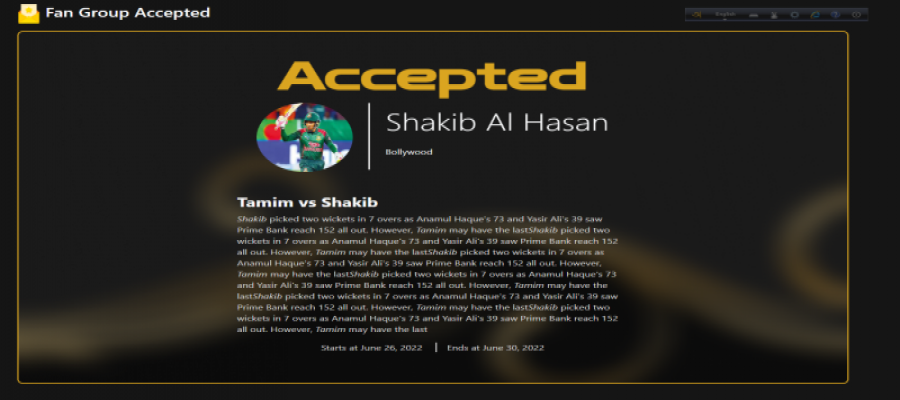 Fan Group Accepted
English
Accepted
Shakib Al Hasan
Bollywood
Tamim vs Shakib
Shakib picked two wickets in 7 overs as Anamul Haque's 73 and Yasir Ali's 39 saw
Prime Bank reach 152 all out. However, Tamim may have the lastShakib picked two
wickets in 7 overs as Anamul Haque's 73 and Yasir Ali's 39 saw Prime Bank reach 152
all out. However, Tamim may have the lastShakib picked two wickets in 7 overs as
Anamul Haque's 73 and Yasir Ali's 39 saw Prime Bank reach 152 all out. However,
Tamim may have the lastShakib picked two wickets in 7 overs as Anamul Haque's 73
and Yasir Ali's 39 saw Prime Bank reach 152 all out. However, Tamim may have the
lastShakib picked two wickets in 7 overs as Anamul Haque's 73 and Yasir Ali's 39 saw
Prime Bank reach 152 all out. However, Tamim may have the lastShakib picked two
wickets in 7 overs as Anamul Haque's 73 and Yasir Ali's 39 saw Prime Bank reach 152
all out. However, Tamim may have the last
Starts at June 26, 2022 | Ends at June 30, 2022